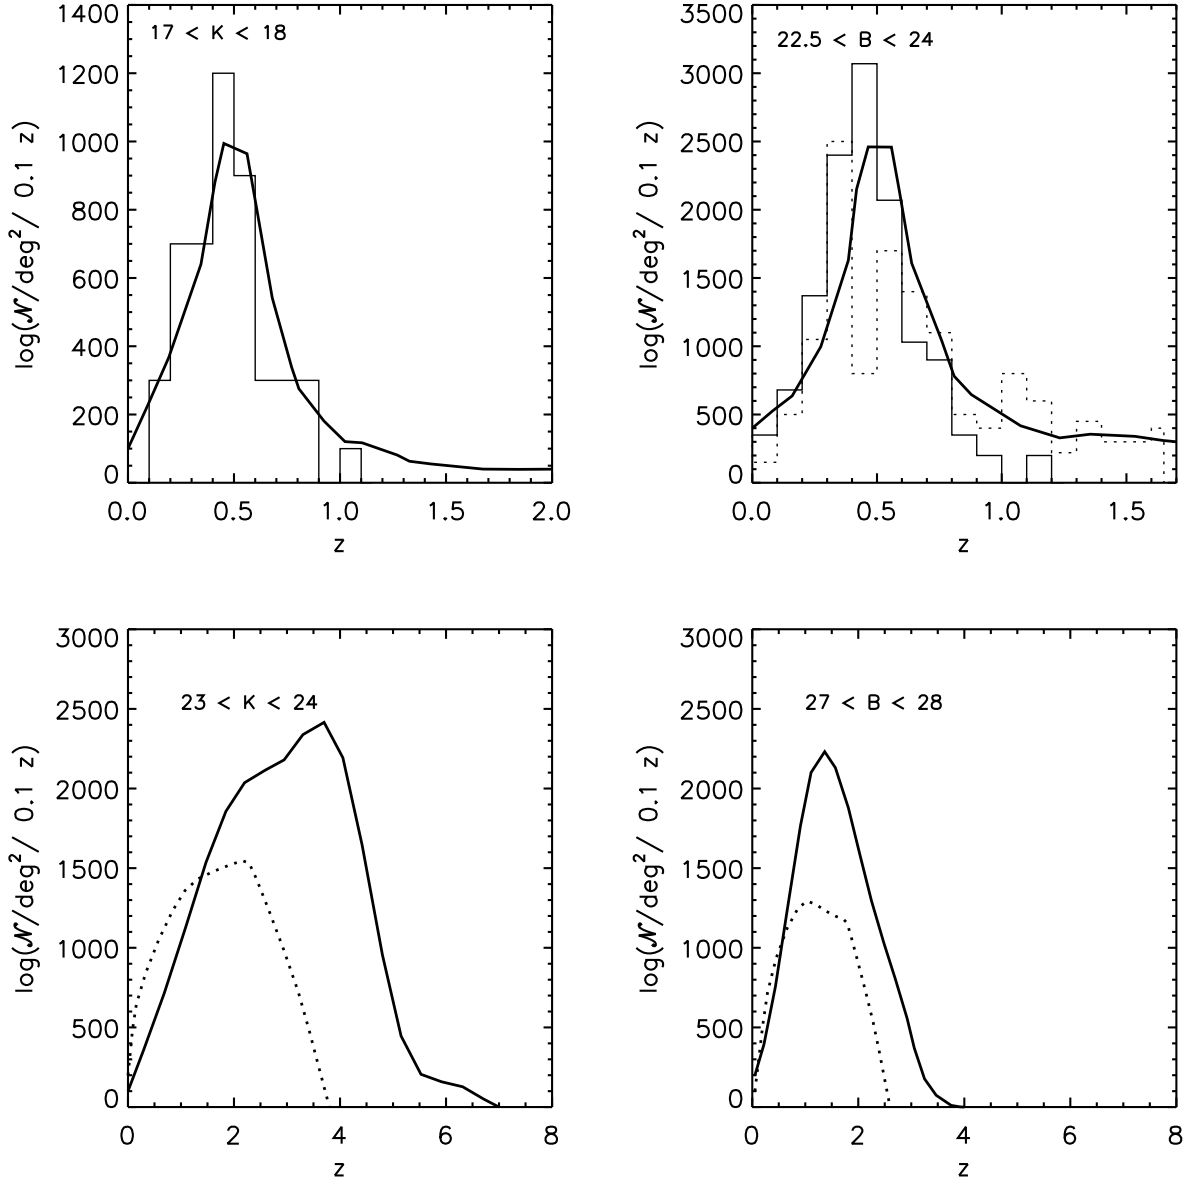 17 < K < 18
1400
1200
1000
800
600
400
200
0
log(𝒩/deg²/ 0.1 z)
0.0 0.5 1.0 1.5 2.0
z
22.5 < B < 24
3500
3000
2500
2000
1500
1000
500
0
log(𝒩/deg²/ 0.1 z)
0.0 0.5 1.0 1.5
z
23 < K < 24
3000
2500
2000
1500
1000
500
0
log(𝒩/deg²/ 0.1 z)
0 2 4 6 8
z
27 < B < 28
3000
2500
2000
1500
1000
500
0
log(𝒩/deg²/ 0.1 z)
0 2 4 6 8
z